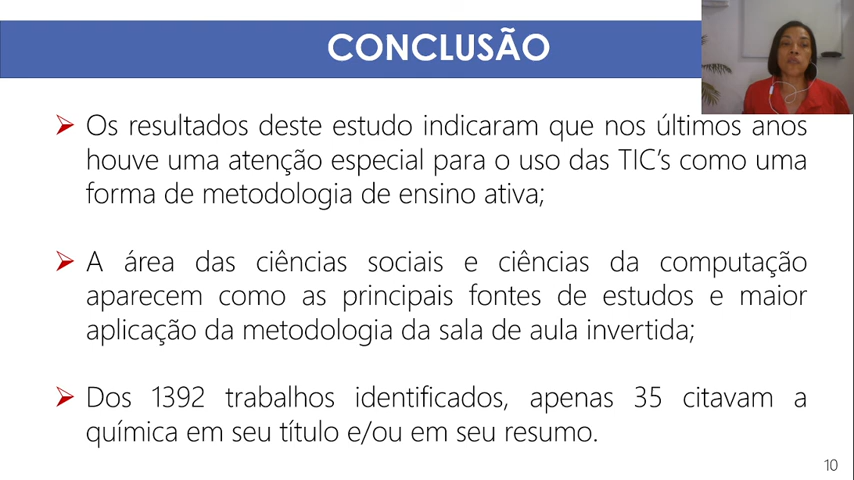 CONCLUSÃO
Os resultados deste estudo indicaram que nos últimos anos
houve uma atenção especial para o uso das TIC's como uma
forma de metodologia de ensino ativa;
A área das ciências sociais e ciências da computação
aparecem como as principais fontes de estudos e maior
aplicação da metodologia da sala de aula invertida;
Dos 1392 trabalhos identificados, apenas 35 citavam a
química em seu título e/ou em seu resumo.
10